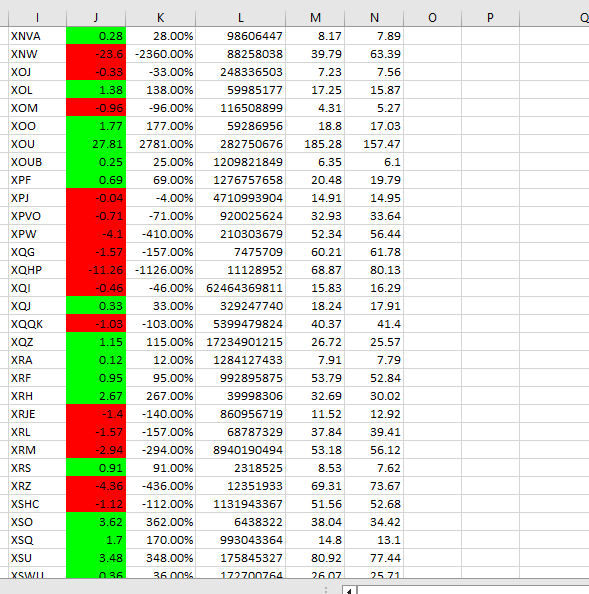 I J K L M N O P Q
XNVA 0.28 28.00% 98606447 8.17 7.89
XNW -23.6 -2360.00% 88258038 39.79 63.39
XOJ -0.33 -33.00% 248336503 7.23 7.56
XOL 1.38 138.00% 59985177 17.25 15.87
XOM -0.96 -96.00% 116508899 4.31 5.27
XOO 1.77 177.00% 59286956 18.8 17.03
XOU 27.81 2781.00% 282750676 185.28 157.47
XOUB 0.25 25.00% 1209821849 6.35 6.1
XPF 0.69 69.00% 1276757658 20.48 19.79
XPJ -0.04 -4.00% 4710993904 14.91 14.95
XPVO -0.71 -71.00% 920025624 32.93 33.64
XPW -4.1 -410.00% 210303679 52.34 56.44
XQG -1.57 -157.00% 7475709 60.21 61.78
XQHP -11.26 -1126.00% 11128952 68.87 80.13
XQI -0.46 -46.00% 62464369811 15.83 16.29
XQJ 0.33 33.00% 329247740 18.24 17.91
XQQK -1.03 -103.00% 5399479824 40.37 41.4
XQZ 1.15 115.00% 17234901215 26.72 25.57
XRA 0.12 12.00% 1284127433 7.91 7.79
XRF 0.95 95.00% 992895875 53.79 52.84
XRH 2.67 267.00% 39998306 32.69 30.02
XRJE -1.4 -140.00% 860956719 11.52 12.92
XRL -1.57 -157.00% 68787329 37.84 39.41
XRM -2.94 -294.00% 8940190494 53.18 56.12
XRS 0.91 91.00% 2318525 8.53 7.62
XRZ -4.36 -436.00% 12351933 69.31 73.67
XSHC -1.12 -112.00% 1131943367 51.56 52.68
XSO 3.62 362.00% 6438322 38.04 34.42
XSQ 1.7 170.00% 993043364 14.8 13.1
XSU 3.48 348.00% 175845327 80.92 77.44
XSWU 0.36 36.00% 172700764 26.07 25.71